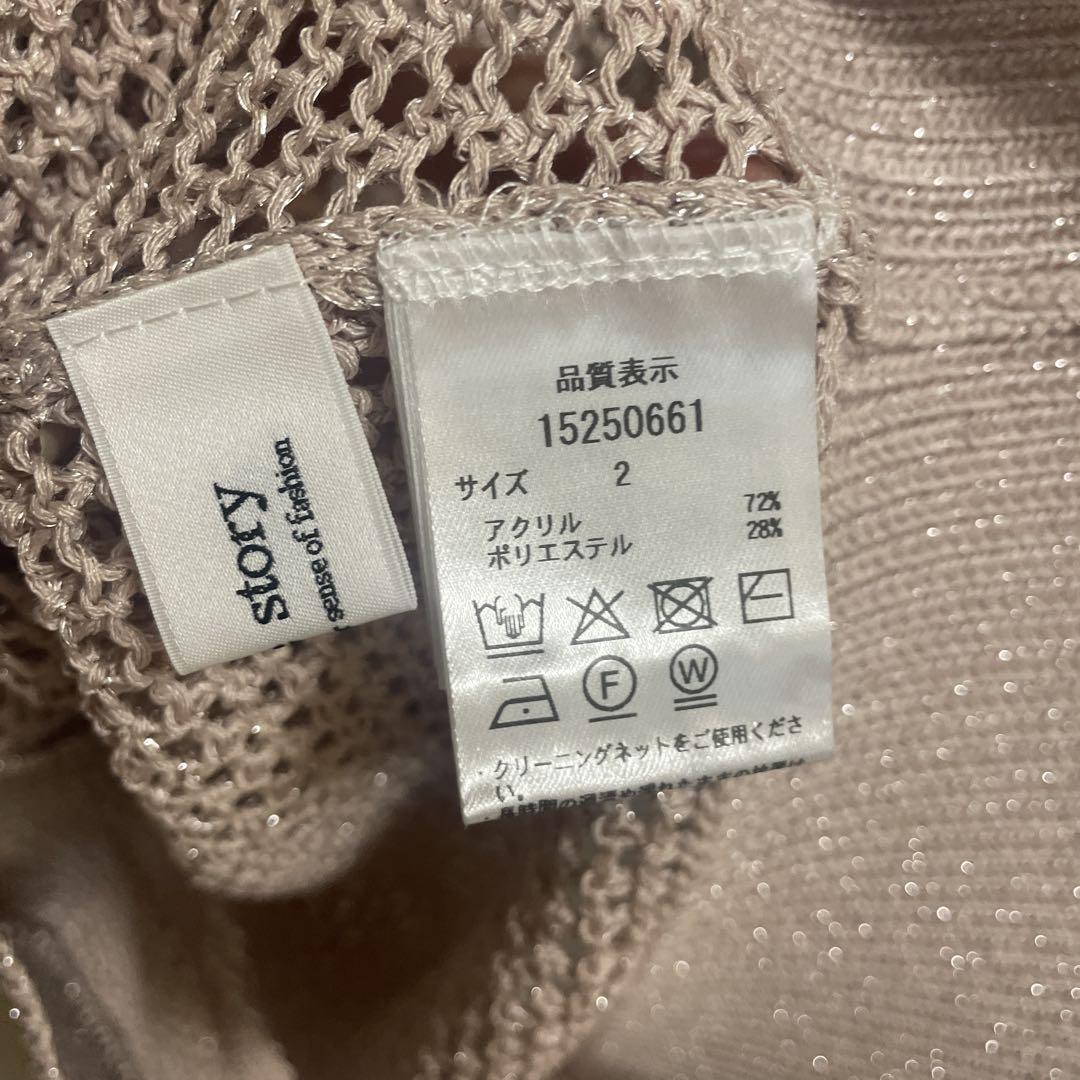 story
sense of fashion
品質表示
15250661
サイズ 2
アクリル 72%
ポリエステル 28%
F W
・クリーニングネットをご使用くださ
い。